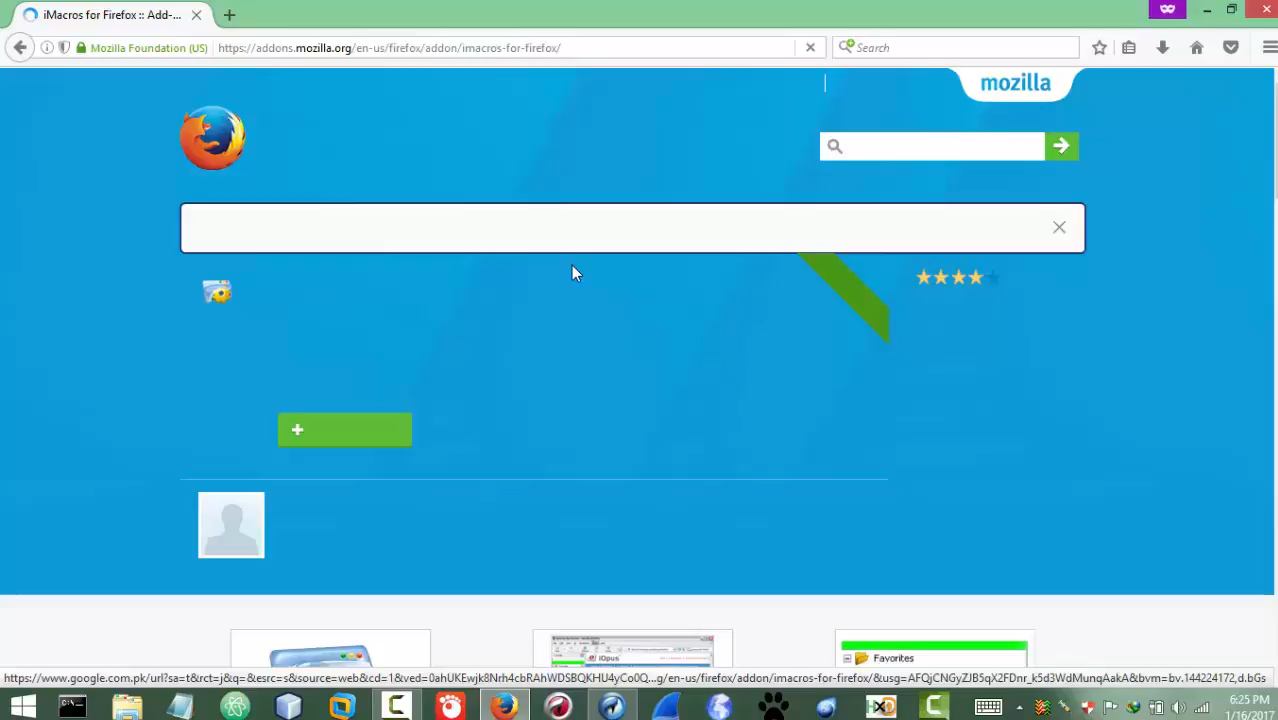 iMacros for Firefox :: Add-...
Mozilla Foundation (US)
https://addons.mozilla.org/en-us/firefox/addon/imacros-for-firefox/
Search
mozilla
iOpus
Favorites
https://www.google.com.pk/url?sa=t&rct=j&q=&esrc=s&source=web&cd=1&ved=0ahUKEwjk8Nrh4cbRAhWDSBQKHU4yCo0Q...g/en-us/firefox/addon/imacros-for-firefox/&usg=AFQjCNGyZJB5qX2FDnr_k5d3WdMunqAakA&bvm=bv.144224172,d.bGs
6:25 PM
1/16/2017